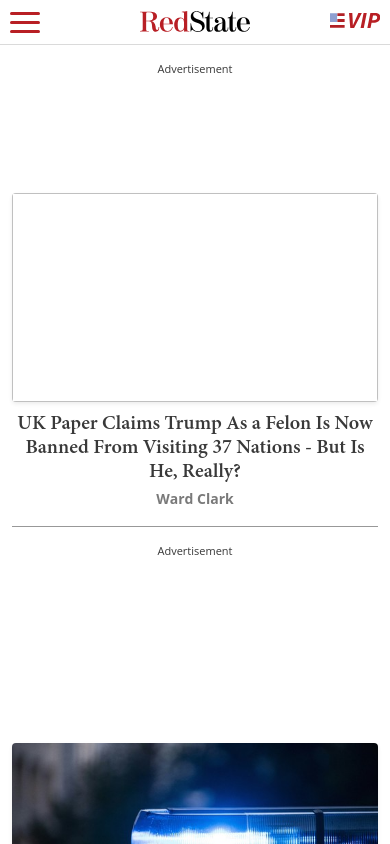 RedState
VIP
Advertisement
UK Paper Claims Trump As a Felon Is Now
Banned From Visiting 37 Nations - But Is
He, Really?
Ward Clark
Advertisement